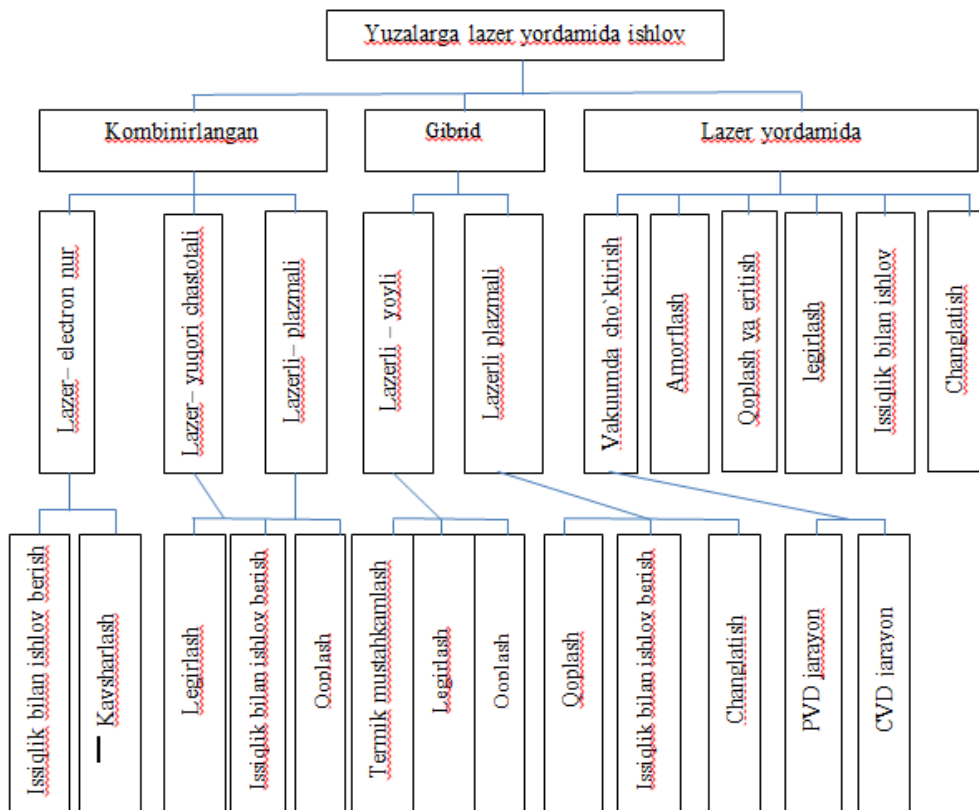 Yuzalarga lazer yordamida ishlov
Kombinirlangan
Gibrid
Lazer yordamida
Lazer– electron nur
Lazer– yuqori chastotali
Lazerli– plazmali
Lazerli – yoyli
Lazerli plazmali
Vakuumda cho`ktirish
Amorflash
Qoplash va eritish
legirlash
Issiqlik bilan ishlov
Changlatish
Issiqlik bilan ishlov berish
Kavsharlash
Legirlash
Issiqlik bilan ishlov berish
Qoplash
Termik mustahkamlash
Legirlash
Qoplash
Qoplash
Issiqlik bilan ishlov berish
Changlatish
PVD jarayon
CVD jarayon